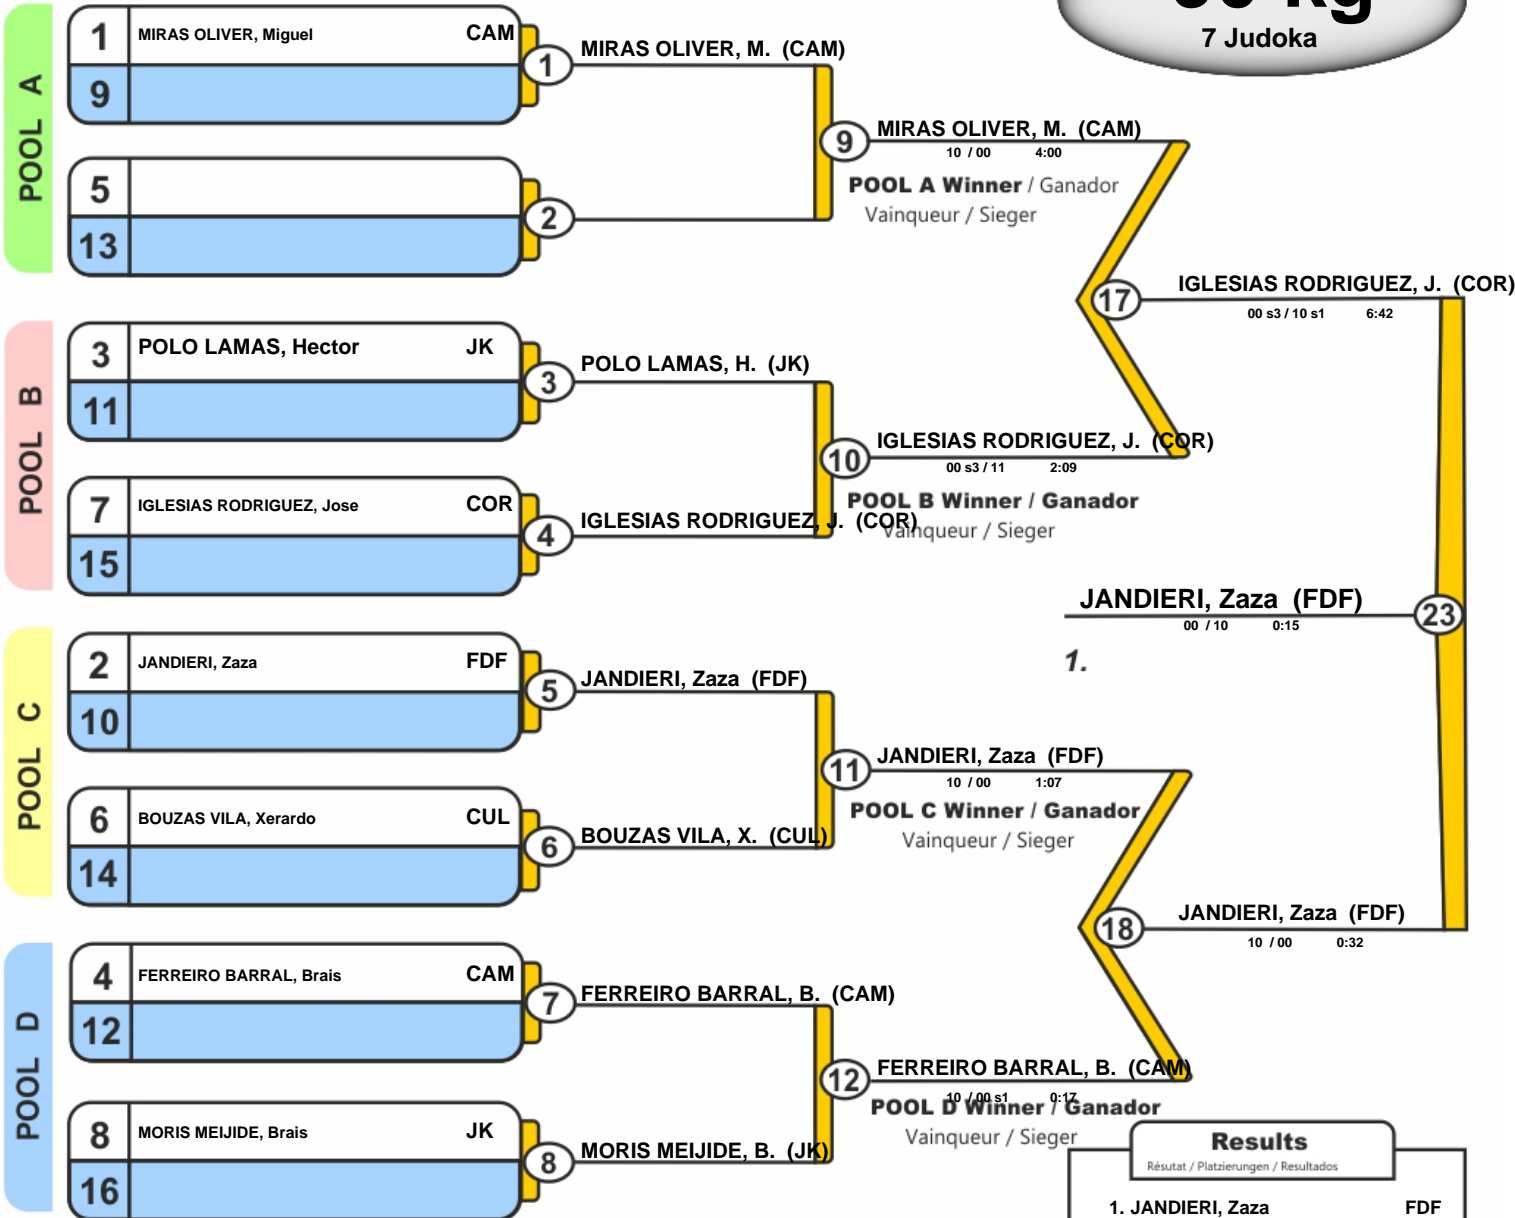 7 Judoka
POOL A
1 MIRAS OLIVER, Miguel CAM
9
1 MIRAS OLIVER, M. (CAM)
5
13
2
9 MIRAS OLIVER, M. (CAM)
10 / 00 4:00
POOL A Winner / Ganador
Vainqueur / Sieger
17 IGLESIAS RODRIGUEZ, J. (COR)
00 s3 / 10 s1 6:42
POOL B
3 POLO LAMAS, Hector JK
11
3 POLO LAMAS, H. (JK)
7 IGLESIAS RODRIGUEZ, Jose COR
15
4 IGLESIAS RODRIGUEZ, J. (COR)
10 IGLESIAS RODRIGUEZ, J. (COR)
00 s3 / 11 2:09
POOL B Winner / Ganador
Vainqueur / Sieger
JANDIERI, Zaza (FDF) 23
00 / 10 0:15
1.
POOL C
2 JANDIERI, Zaza FDF
10
5 JANDIERI, Zaza (FDF)
6 BOUZAS VILA, Xerardo CUL
14
6 BOUZAS VILA, X. (CUL)
11 JANDIERI, Zaza (FDF)
10 / 00 1:07
POOL C Winner / Ganador
Vainqueur / Sieger
18 JANDIERI, Zaza (FDF)
10 / 00 0:32
POOL D
4 FERREIRO BARRAL, Brais CAM
12
7 FERREIRO BARRAL, B. (CAM)
8 MORIS MEIJIDE, Brais JK
16
8 MORIS MEIJIDE, B. (JK)
12 FERREIRO BARRAL, B. (CAM)
10 / 00 s1 0:17
POOL D Winner / Ganador
Vainqueur / Sieger
Results
Résutat / Platzierungen / Resultados
1. JANDIERI, Zaza FDF